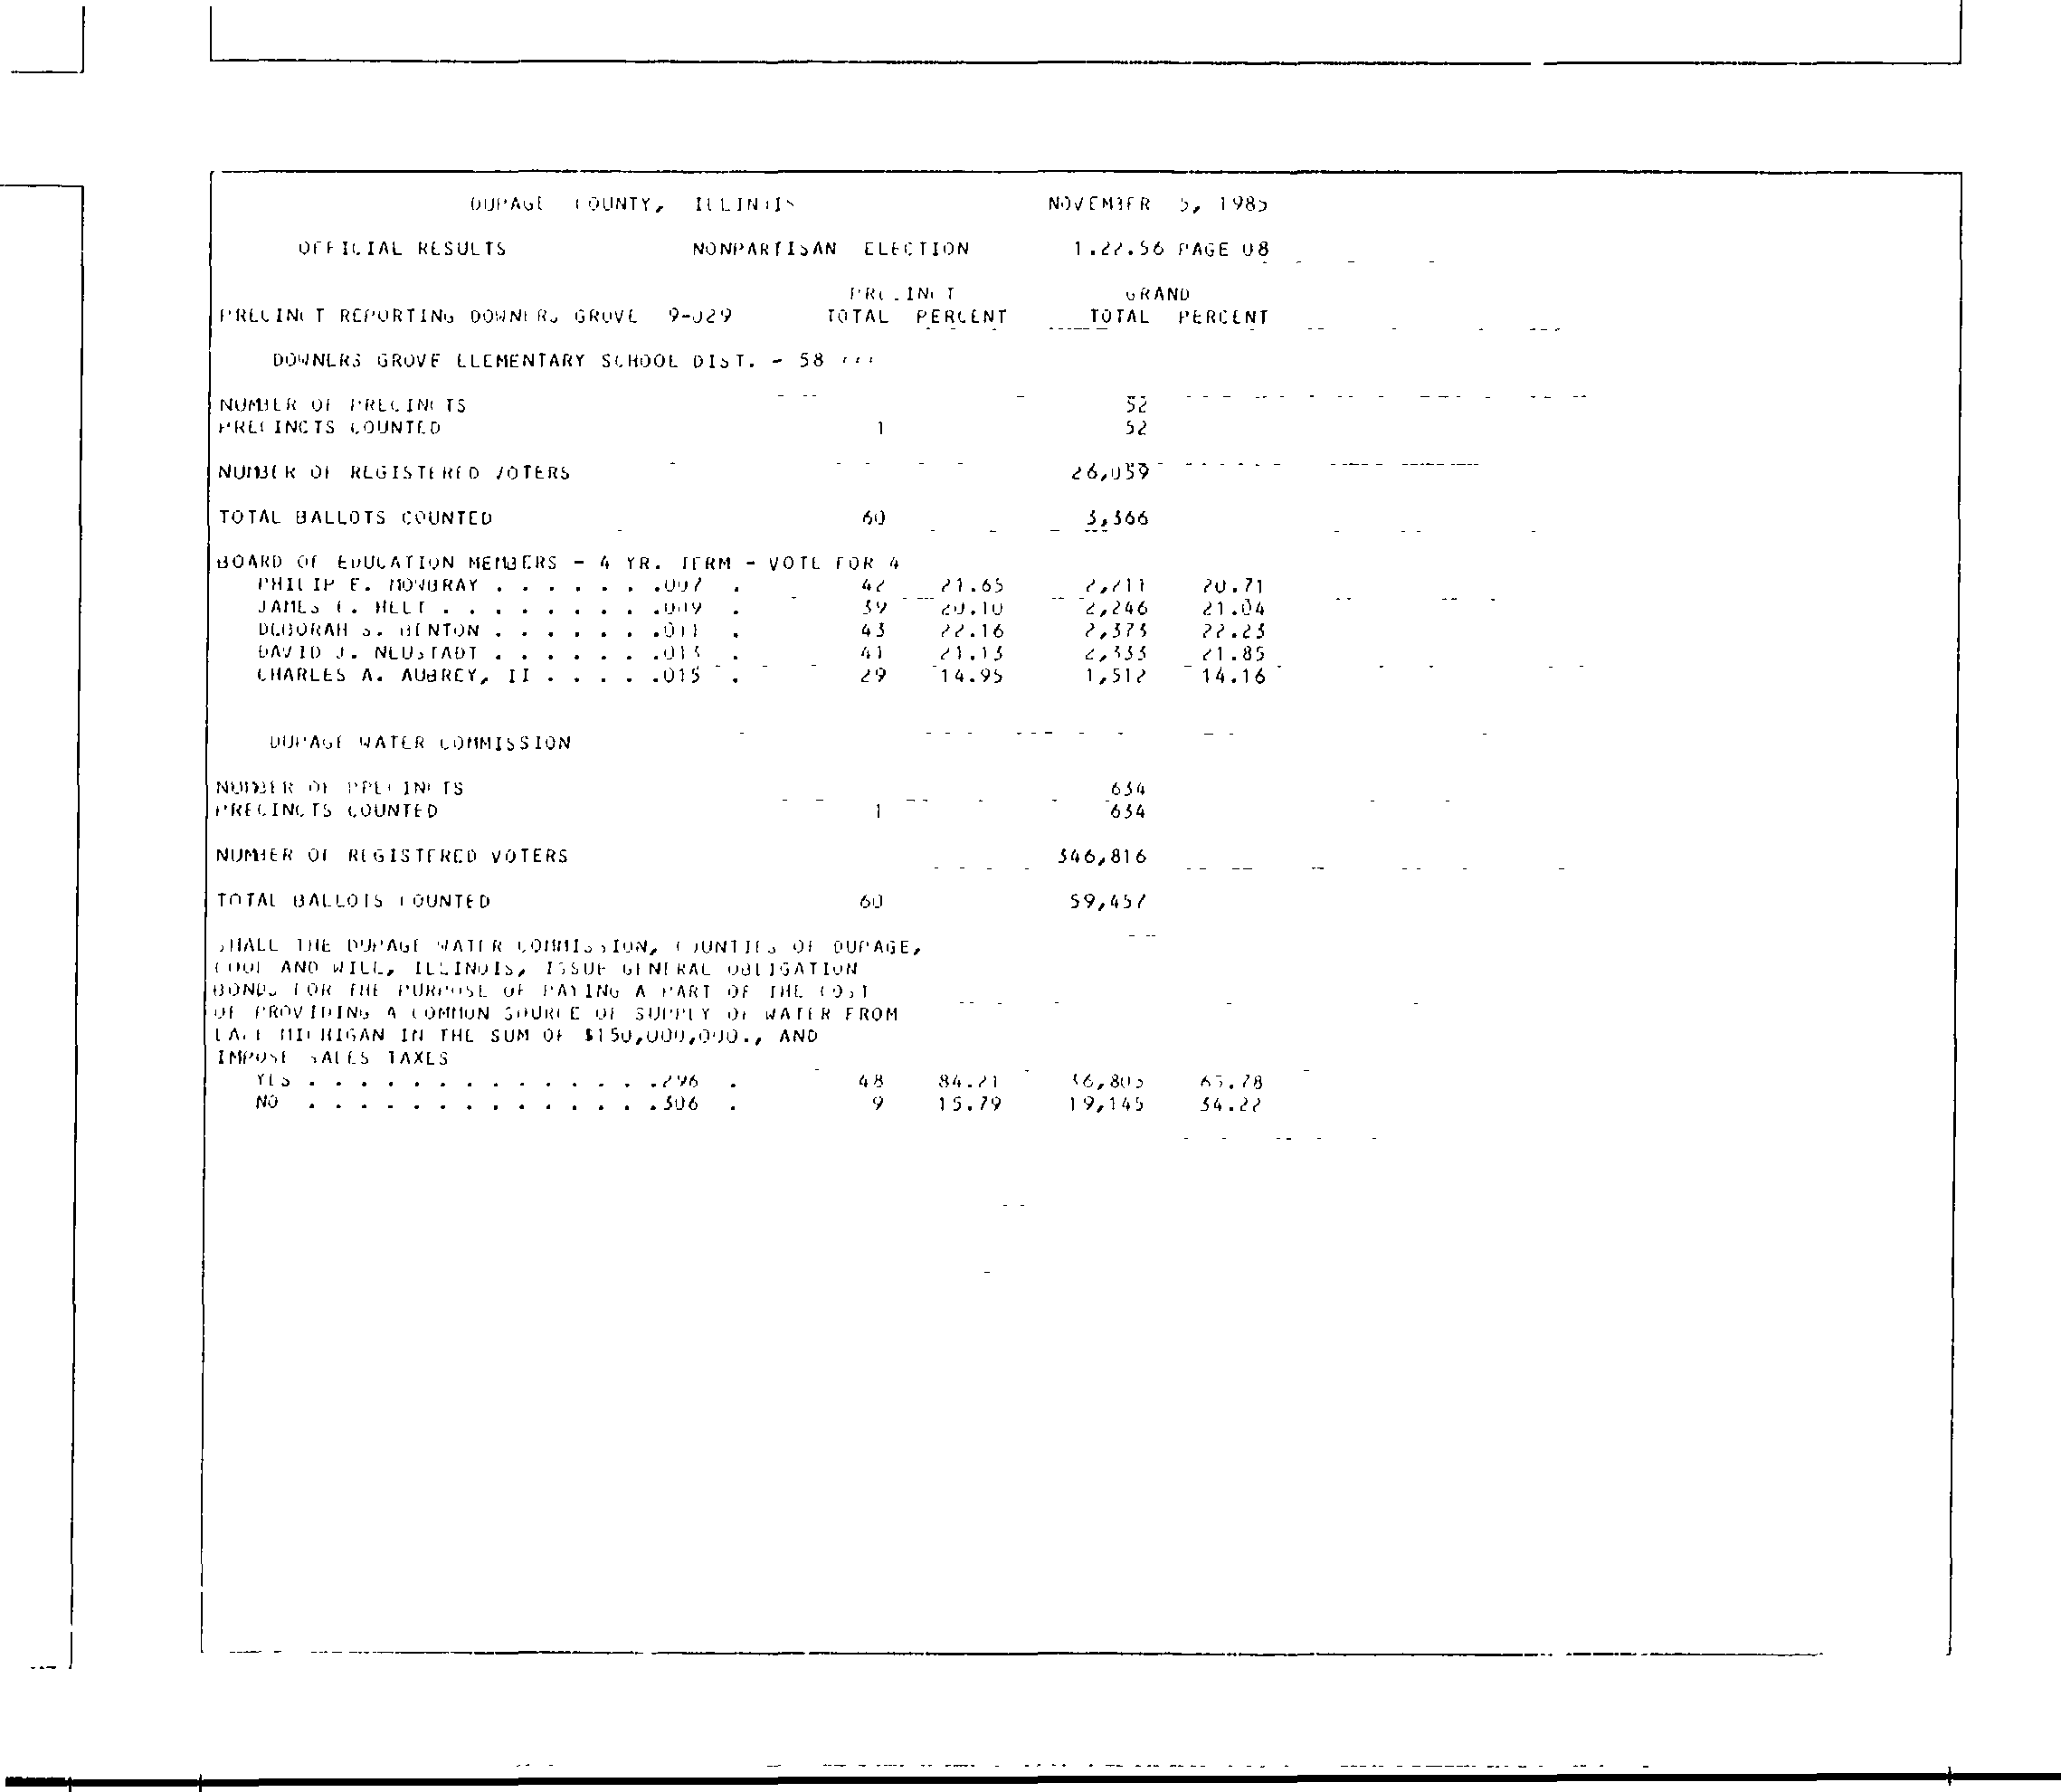 DUPAGE COUNTY, ILLINOIS NOVEMBER 5, 1985
OFFICIAL RESULTS NONPARTISAN ELECTION 1.22.56 PAGE 08
PRECINCT GRAND
PRECINCT REPORTING DOWNERS GROVE 9-029 TOTAL PERCENT TOTAL PERCENT
DOWNERS GROVE ELEMENTARY SCHOOL DIST. - 58
NUMBER OF PRECINCTS 52
PRECINCTS COUNTED 1 52
NUMBER OF REGISTERED VOTERS 26,059
TOTAL BALLOTS COUNTED 60 3,366
BOARD OF EDUCATION MEMBERS - 4 YR. TERM - VOTE FOR 4
PHILIP E. MOWBRAY . . . . . . .007 . 42 21.65 2,211 20.71
JAMES E. HELT . . . . . . . . .009 . 39 20.10 2,246 21.04
DEBORAH S. BENTON . . . . . . .011 . 43 22.16 2,373 22.23
DAVID J. NEUSTADT . . . . . . .013 . 41 21.13 2,333 21.85
CHARLES A. AUBREY, II . . . . .015 . 29 14.95 1,512 14.16
DUPAGE WATER COMMISSION
NUMBER OF PRECINCTS 634
PRECINCTS COUNTED 1 634
NUMBER OF REGISTERED VOTERS 346,816
TOTAL BALLOTS COUNTED 60 59,457
SHALL THE DUPAGE WATER COMMISSION, COUNTIES OF DUPAGE,
COOK AND WILL, ILLINOIS, ISSUE GENERAL OBLIGATION
BONDS FOR THE PURPOSE OF PAYING A PART OF THE COST
OF PROVIDING A COMMON SOURCE OF SUPPLY OF WATER FROM
LAKE MICHIGAN IN THE SUM OF $150,000,000., AND
IMPOSE SALES TAXES
YES . . . . . . . . . . . . . .296 . 48 84.21 36,805 65.78
NO . . . . . . . . . . . . . .306 . 9 15.79 19,145 34.22